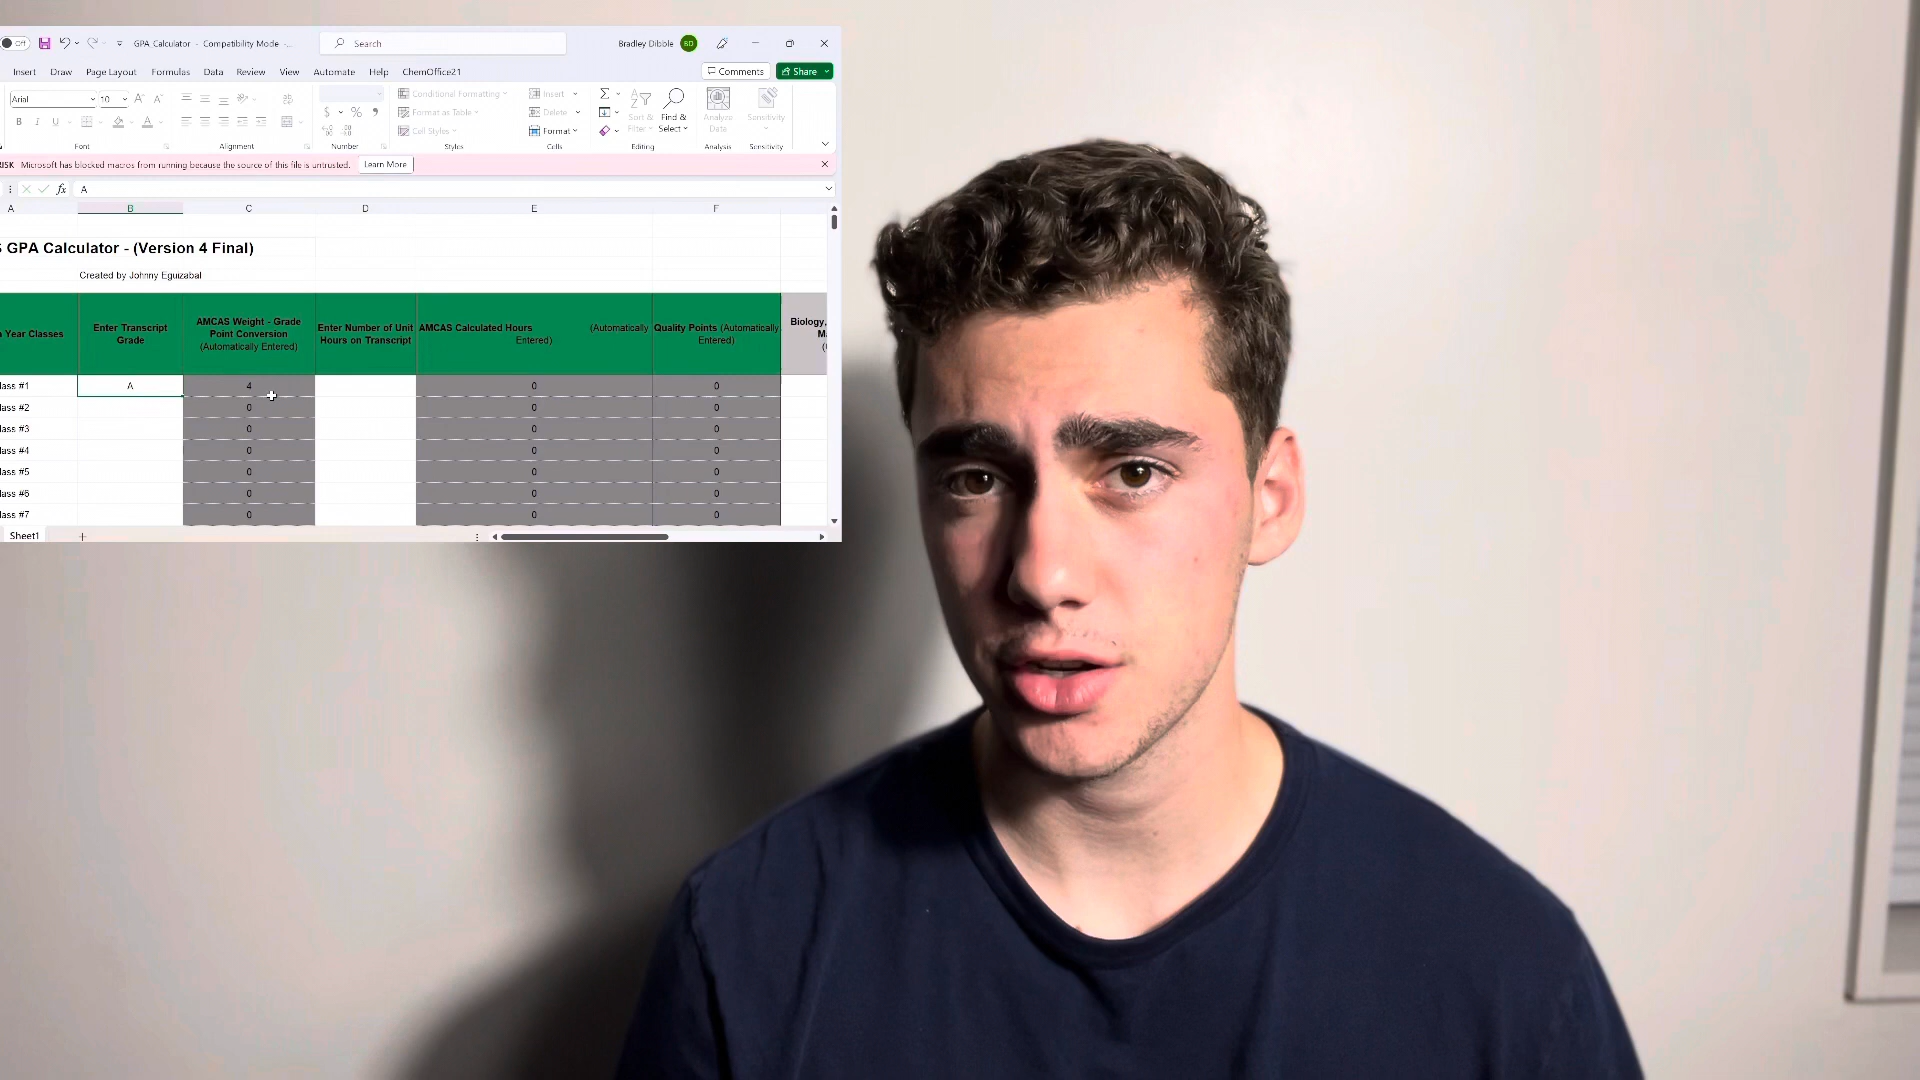 Off GPA Calculator - Compatibility Mode -... Search Bradley Dibble BD
Insert Draw Page Layout Formulas Data Review View Automate Help ChemOffice21 Comments Share
Arial 10 A A ab Conditional Formatting Insert Σ A Z
$ % , Format as Table Delete Sort & Filter Find & Select Analyze Data Sensitivity
B I U A Cell Styles Format
Font Alignment Number Styles Cells Editing Analysis Sensitivity
RISK Microsoft has blocked macros from running because the source of this file is untrusted. Learn More
fx A
A B C D E F
S GPA Calculator - (Version 4 Final)
Created by Johnny Eguizabal
Year Classes
Enter Transcript
Grade
AMCAS Weight - Grade
Point Conversion
(Automatically Entered)
Enter Number of Unit
Hours on Transcript
AMCAS Calculated Hours (Automatically
Entered)
Quality Points (Automatically
Entered)
Biology,
lass #1 A 4 0 0
lass #2 0 0 0
lass #3 0 0 0
lass #4 0 0 0
lass #5 0 0 0
lass #6 0 0 0
lass #7 0 0 0
Sheet1 +